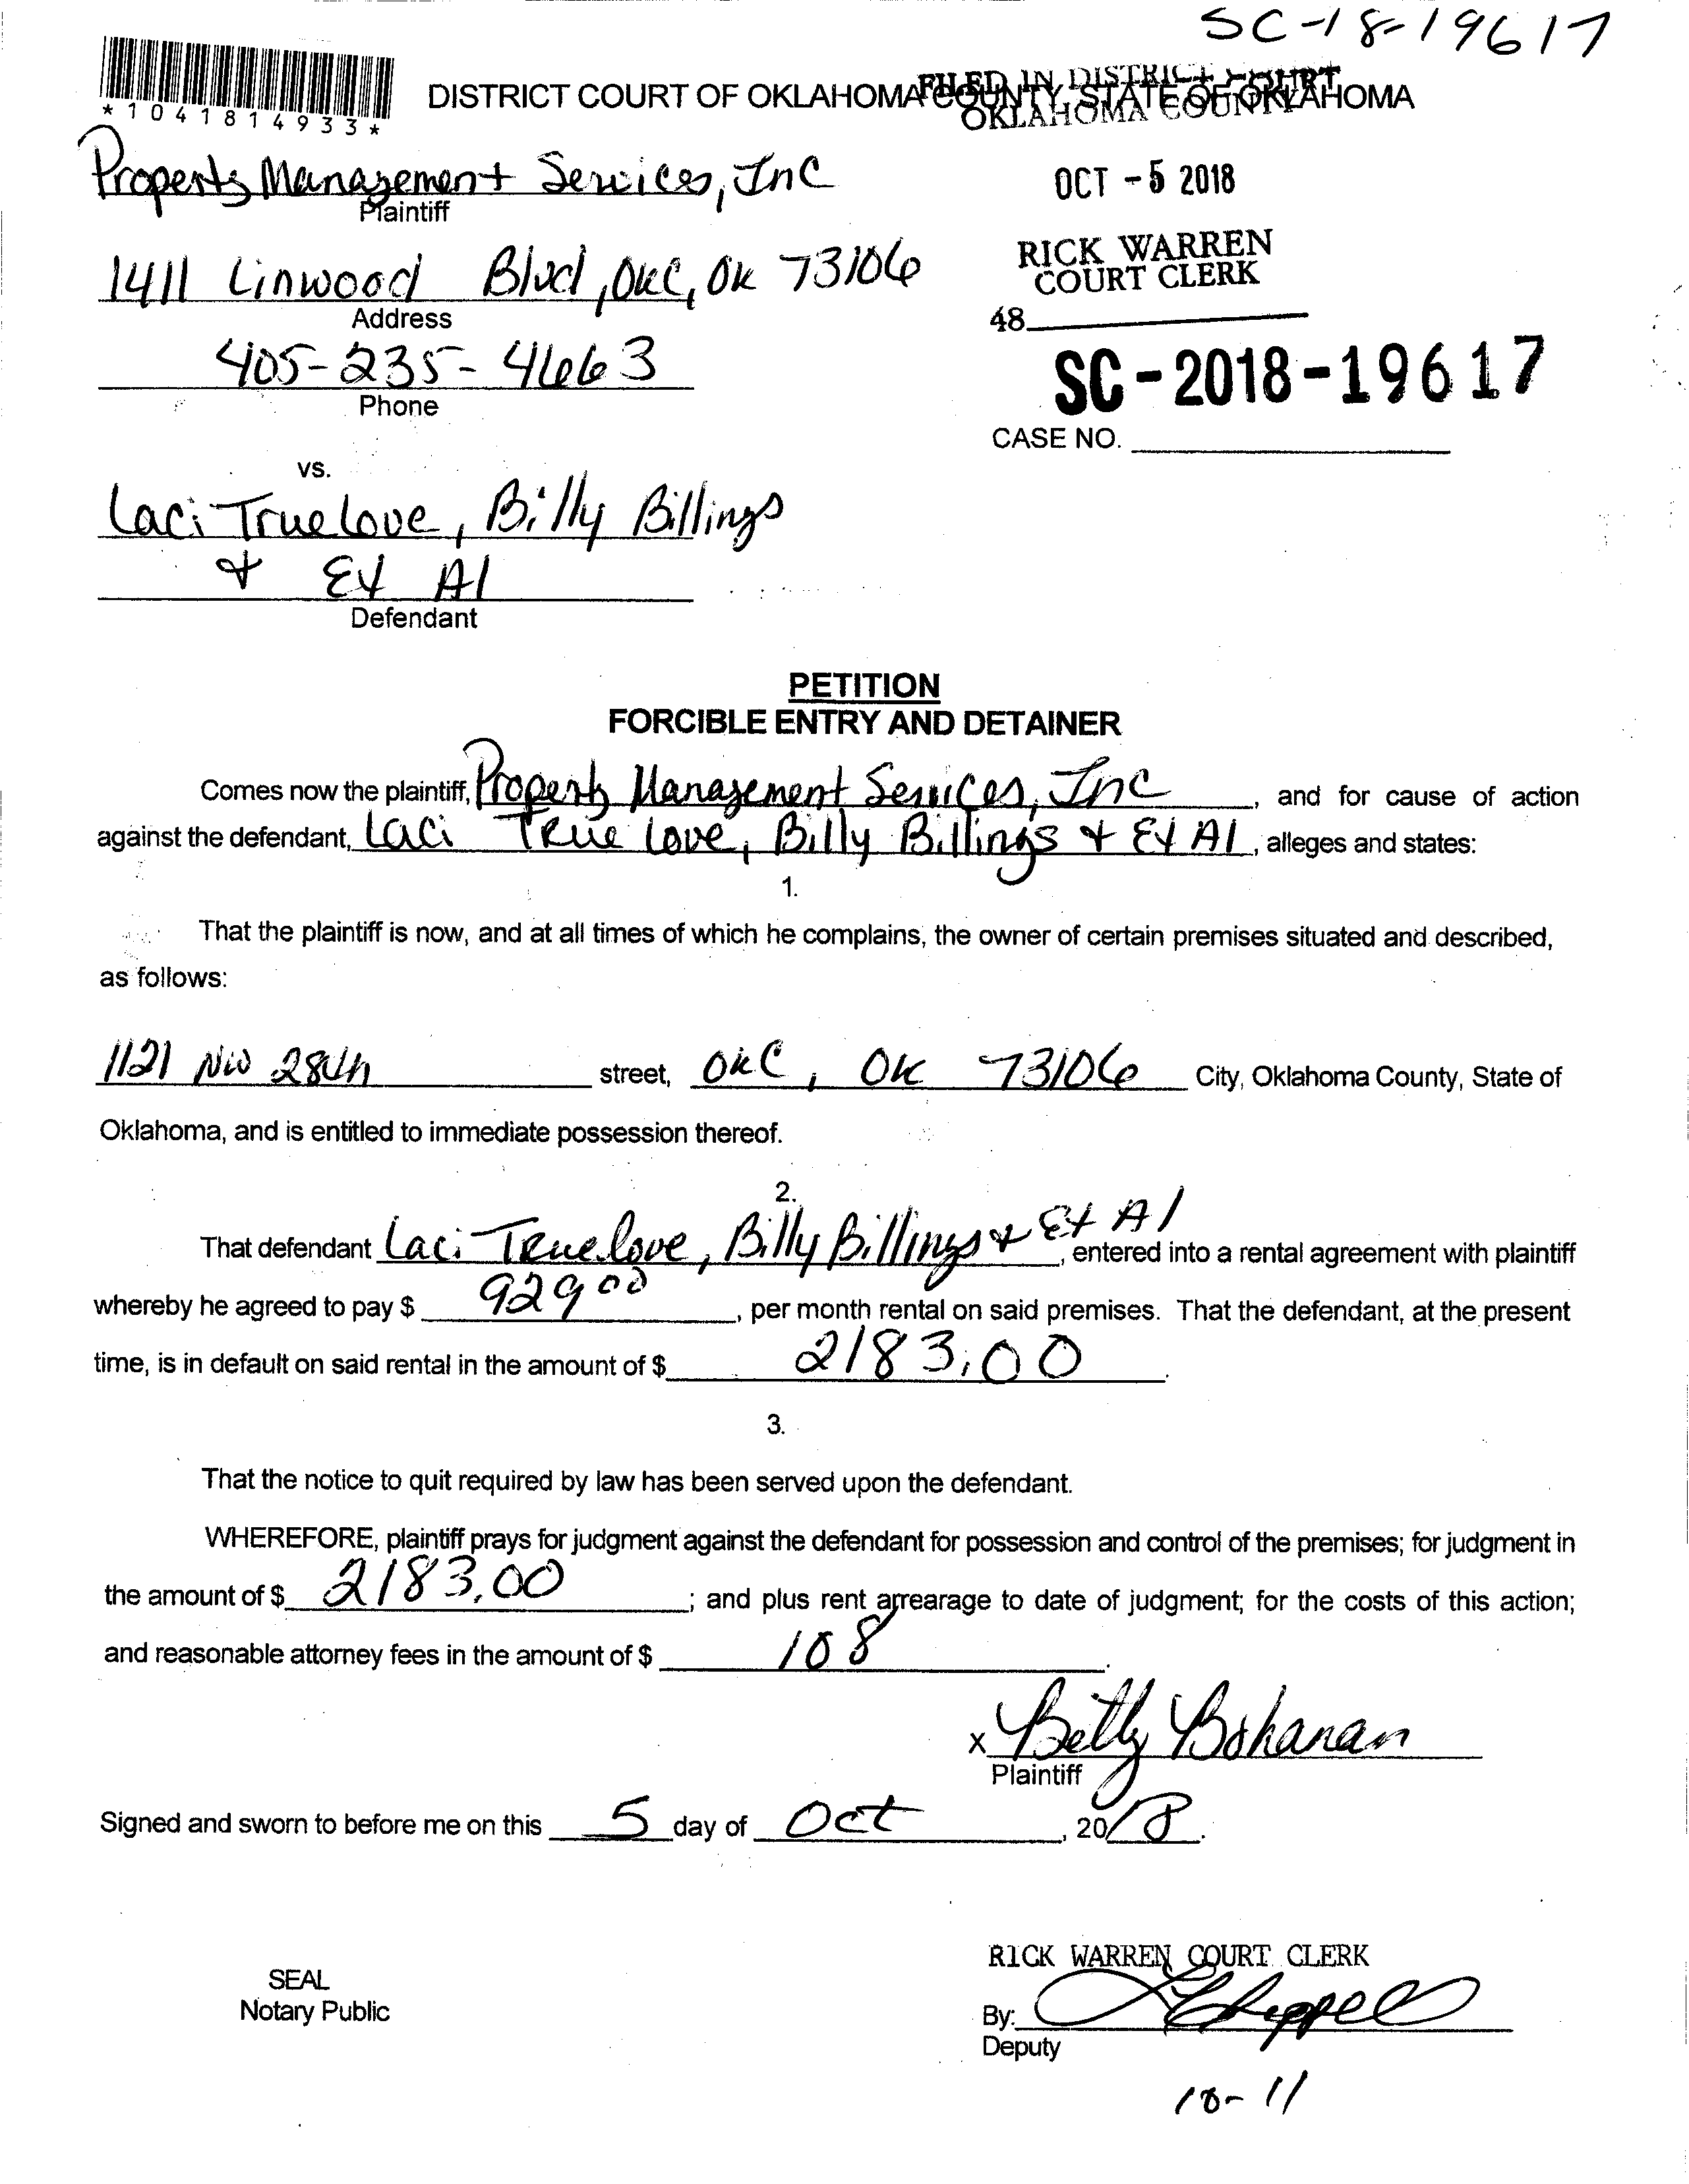 SC-18-19617
*1041814933*
DISTRICT COURT OF OKLAHOMA COUNTY, STATE OF OKLAHOMA
FILED IN DISTRICT COURT
OKLAHOMA COUNTY
Property Management Services, Inc
Plaintiff
OCT -5 2018
1411 Linwood Blvd, OKC, OK 73106
Address
RICK WARREN
COURT CLERK
48
405-235-4663
Phone
SC-2018-19617
CASE NO.
vs.
Laci Truelove, Billy Billings
& Et Al
Defendant
PETITION
FORCIBLE ENTRY AND DETAINER
Comes now the plaintiff, Property Management Services, Inc, and for cause of action
against the defendant, Laci True love, Billy Billings & Et Al, alleges and states:
1.
That the plaintiff is now, and at all times of which he complains, the owner of certain premises situated and described,
as follows:
1121 NW 28th street, OKC, OK 73106 City, Oklahoma County, State of
Oklahoma, and is entitled to immediate possession thereof.
2.
That defendant Laci Truelove, Billy Billings & Et Al, entered into a rental agreement with plaintiff
whereby he agreed to pay $ 929 00, per month rental on said premises. That the defendant, at the present
time, is in default on said rental in the amount of $ 2183.00.
3.
That the notice to quit required by law has been served upon the defendant.
WHEREFORE, plaintiff prays for judgment against the defendant for possession and control of the premises; for judgment in
the amount of $ 2183.00; and plus rent arrearage to date of judgment; for the costs of this action;
and reasonable attorney fees in the amount of $ 108.
x Betty Bohanan
Plaintiff
Signed and sworn to before me on this 5 day of Oct, 2018.
RICK WARREN COURT CLERK
SEAL
Notary Public
By:
Deputy
10-11